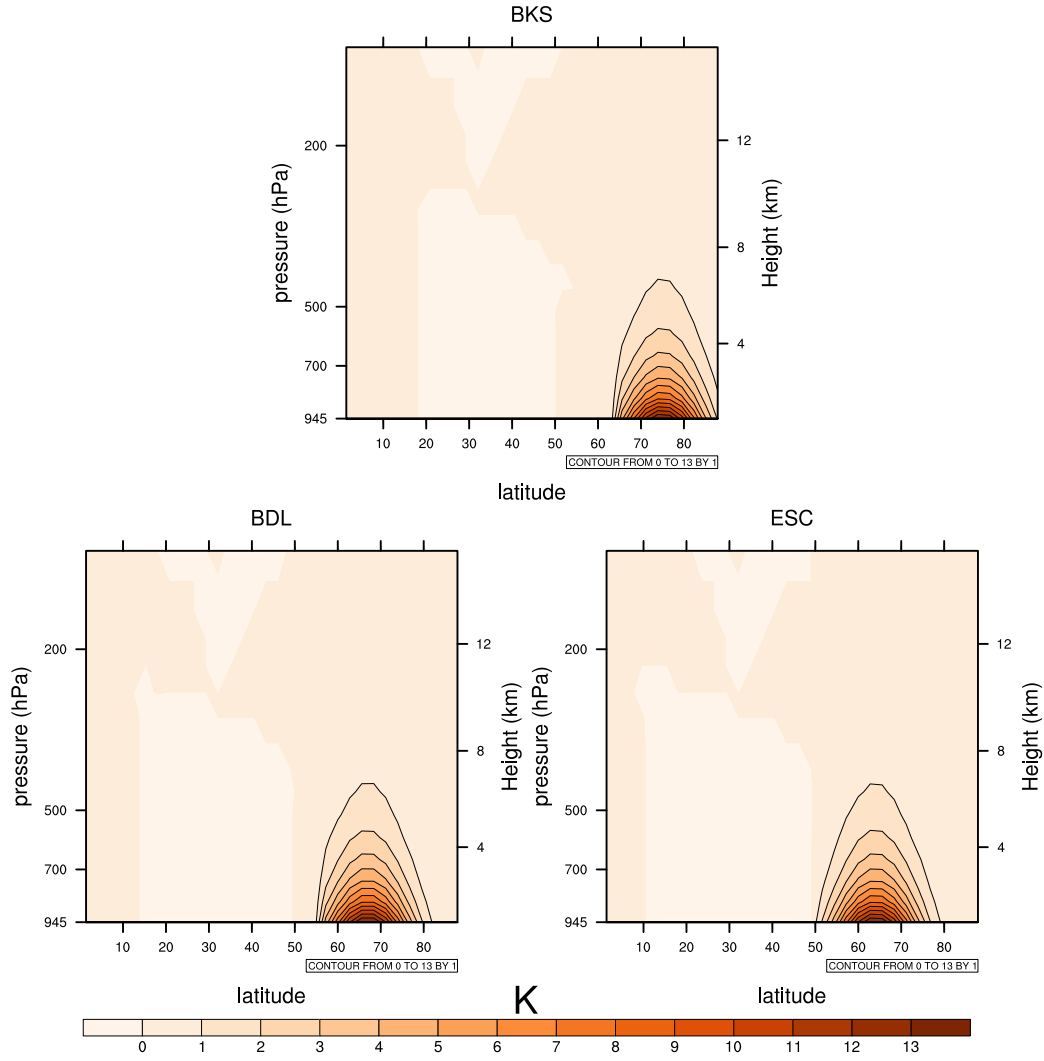 BKS
200
500
700
945
pressure (hPa)
12
8
4
Height (km)
10 20 30 40 50 60 70 80
CONTOUR FROM 0 TO 13 BY 1
latitude
BDL
200
500
700
945
pressure (hPa)
12
8
4
Height (km)
10 20 30 40 50 60 70 80
CONTOUR FROM 0 TO 13 BY 1
latitude
ESC
200
500
700
945
pressure (hPa)
12
8
4
Height (km)
10 20 30 40 50 60 70 80
CONTOUR FROM 0 TO 13 BY 1
latitude
K
0 1 2 3 4 5 6 7 8 9 10 11 12 13